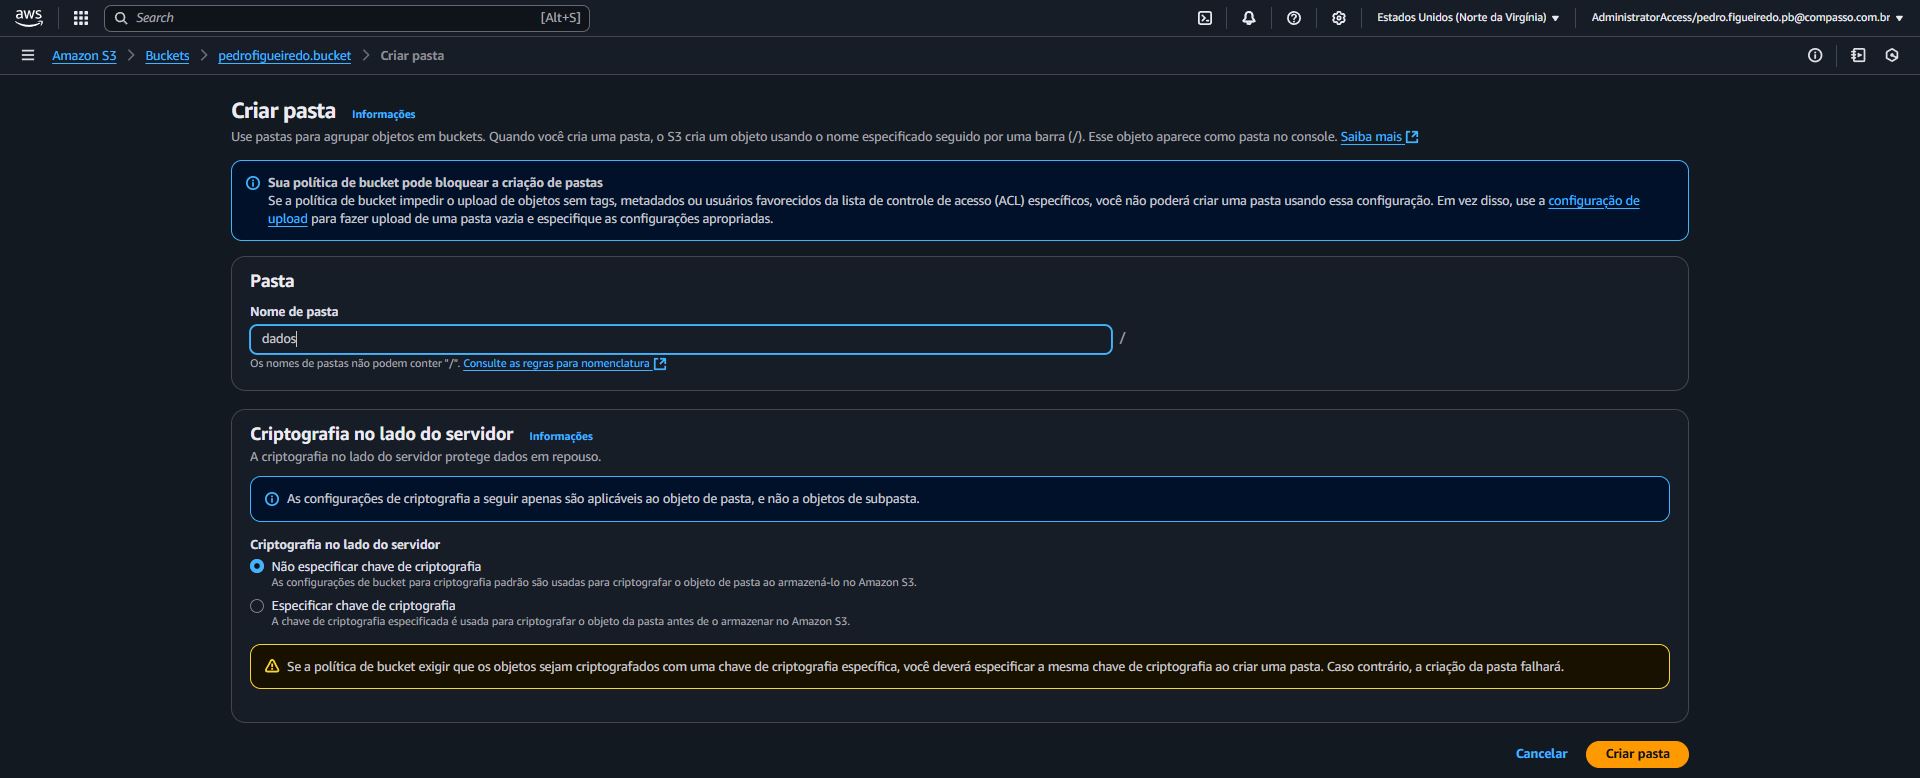 aws
Search [Alt+S]
Estados Unidos (Norte da Virgínia)
AdministratorAccess/pedro.figueiredo.pb@compasso.com.br
Amazon S3 > Buckets > pedrofigueiredo.bucket > Criar pasta
Criar pasta Informações
Use pastas para agrupar objetos em buckets. Quando você cria uma pasta, o S3 cria um objeto usando o nome especificado seguido por uma barra (/). Esse objeto aparece como pasta no console. Saiba mais
Sua política de bucket pode bloquear a criação de pastas
Se a política de bucket impedir o upload de objetos sem tags, metadados ou usuários favorecidos da lista de controle de acesso (ACL) específicos, você não poderá criar uma pasta usando essa configuração. Em vez disso, use a configuração de
upload para fazer upload de uma pasta vazia e especifique as configurações apropriadas.
Pasta
Nome de pasta
dados /
Os nomes de pastas não podem conter "/". Consulte as regras para nomenclatura
Criptografia no lado do servidor Informações
A criptografia no lado do servidor protege dados em repouso.
As configurações de criptografia a seguir apenas são aplicáveis ao objeto de pasta, e não a objetos de subpasta.
Criptografia no lado do servidor
Não especificar chave de criptografia
As configurações de bucket para criptografia padrão são usadas para criptografar o objeto de pasta ao armazená-lo no Amazon S3.
Especificar chave de criptografia
A chave de criptografia especificada é usada para criptografar o objeto da pasta antes de o armazenar no Amazon S3.
Se a política de bucket exigir que os objetos sejam criptografados com uma chave de criptografia específica, você deverá especificar a mesma chave de criptografia ao criar uma pasta. Caso contrário, a criação da pasta falhará.
Cancelar Criar pasta